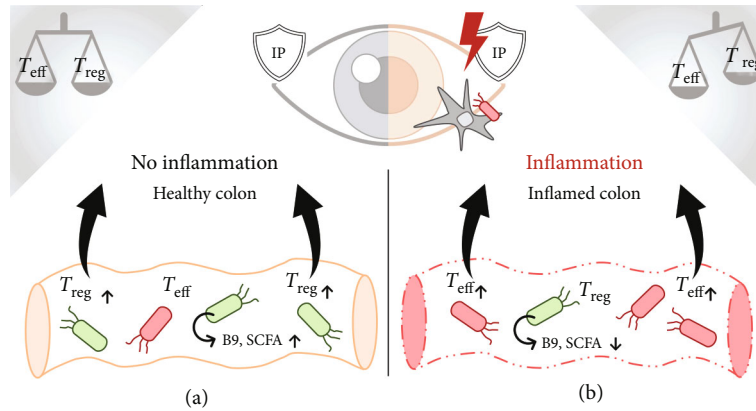 T_eff T_reg
IP
IP
T_eff T_reg
No inflammation
Healthy colon
Inflammation
Inflamed colon
T_reg ↑ T_eff T_reg ↑
B9, SCFA ↑
T_eff ↑ T_reg T_eff ↑
B9, SCFA ↓
(a)
(b)